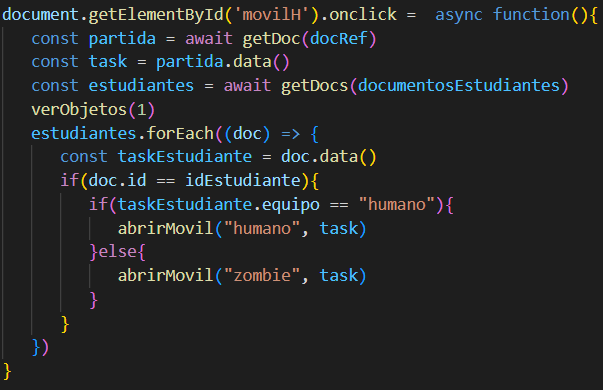 document.getElementById('movilH').onclick =  async function(){
    const partida = await getDoc(docRef)
    const task = partida.data()
    const estudiantes = await getDocs(documentosEstudiantes)
    verObjetos(1)
    estudiantes.forEach((doc) => {
        const taskEstudiante = doc.data()
        if(doc.id == idEstudiante){
            if(taskEstudiante.equipo == "humano"){
                abrirMovil("humano", task)
            }else{
                abrirMovil("zombie", task)
            }
        }
    })
}